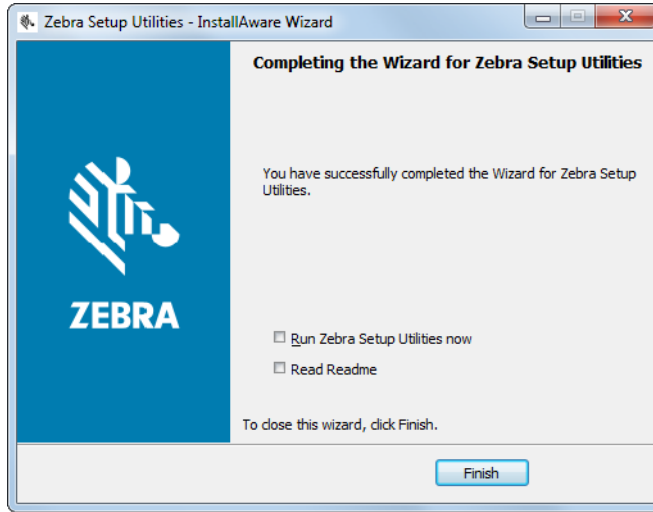 Zebra Setup Utilities - InstallAware Wizard
Completing the Wizard for Zebra Setup Utilities
You have successfully completed the Wizard for Zebra Setup
Utilities.
ZEBRA
Run Zebra Setup Utilities now
Read Readme
To close this wizard, click Finish.
Finish